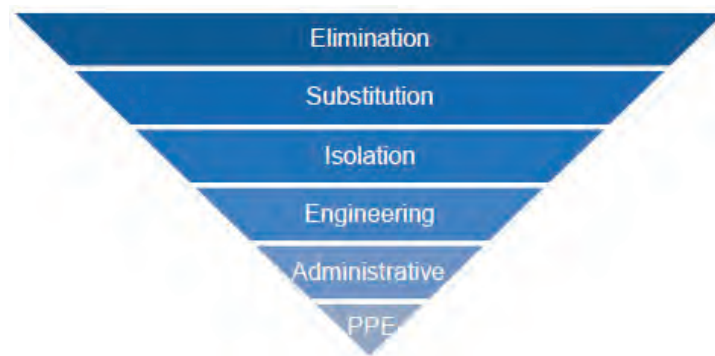 Elimination
Substitution
Isolation
Engineering
Administrative
PPE